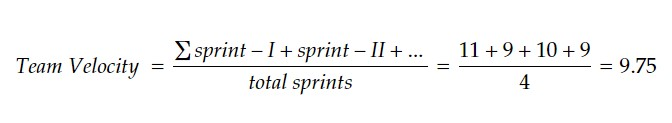 Team Velocity = ∑ sprint – I + sprint – II + ... / total sprints = 11 + 9 + 10 + 9 / 4 = 9.75